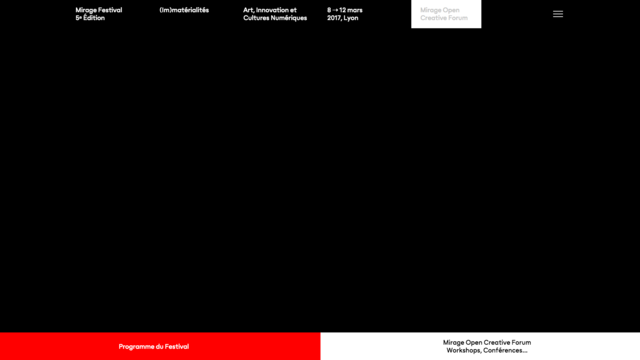 Mirage Festival
5e Édition
(Im)matérialités
Art, Innovation et
Cultures Numériques
8 → 12 mars
2017, Lyon
Mirage Open
Creative Forum
Programme du Festival
Mirage Open Creative Forum
Workshops, Conférences...